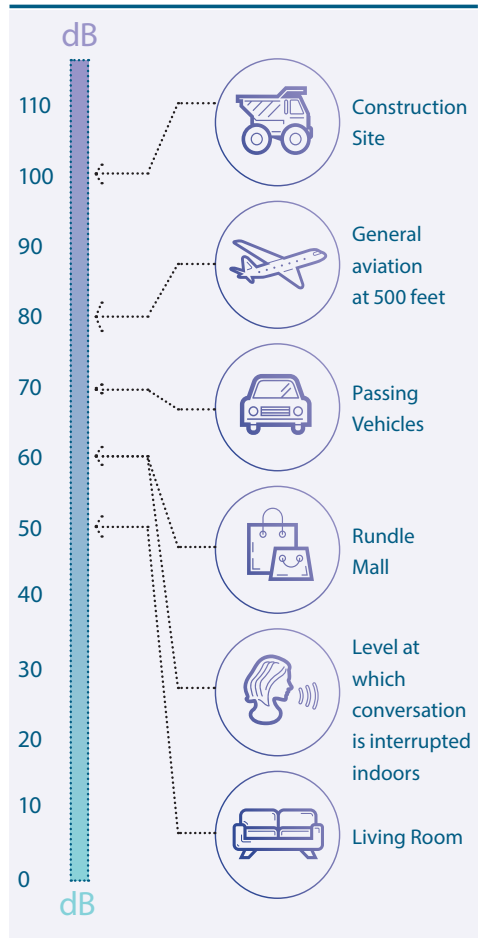 dB
110
100
90
80
70
60
50
40
30
20
10
0
dB
Construction
Site
General
aviation
at 500 feet
Passing
Vehicles
Rundle
Mall
Level at
which
conversation
is interrupted
indoors
Living Room